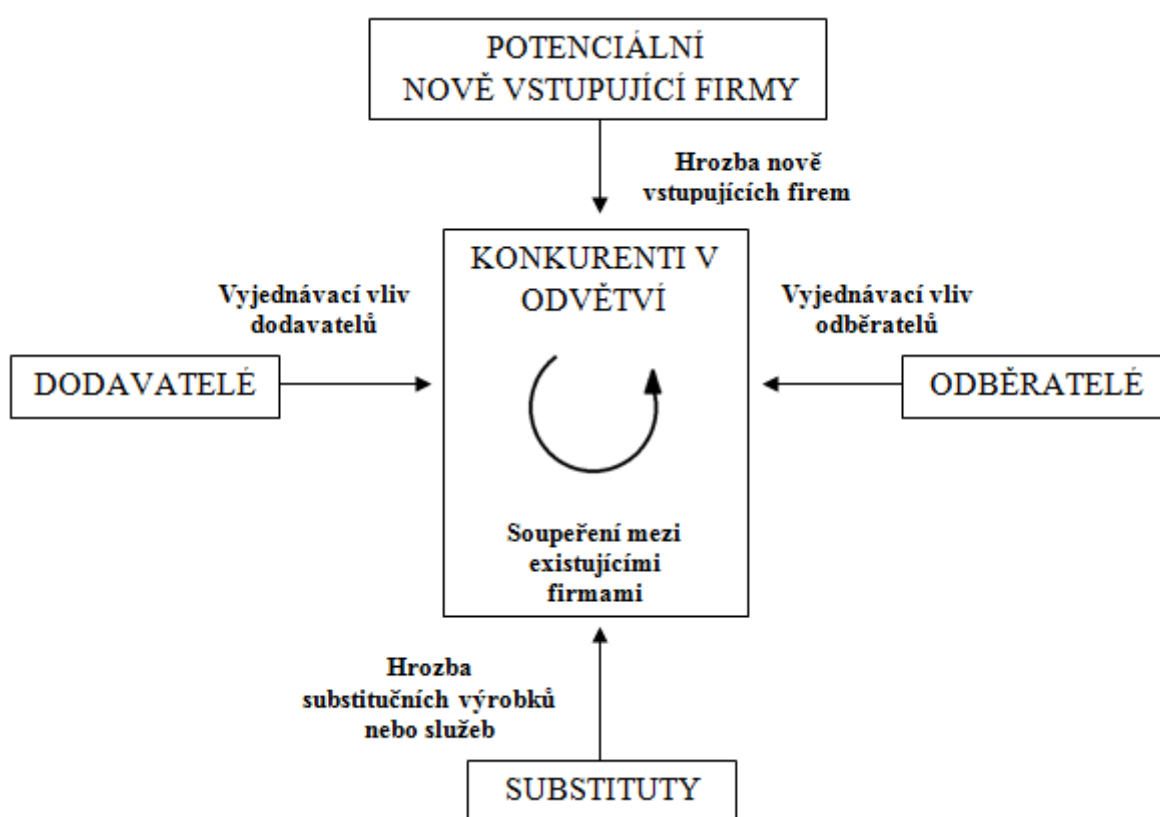 POTENCIÁLNÍ
NOVĚ VSTUPUJÍCÍ FIRMY
Hrozba nově
vstupujících firem
KONKURENTI V
ODVĚTVÍ
Vyjednávací vliv
dodavatelů
Vyjednávací vliv
odběratelů
DODAVATELÉ
ODBĚRATELÉ
Soupeření mezi
existujícími
firmami
Hrozba
substitučních výrobků
nebo služeb
SUBSTITUTY